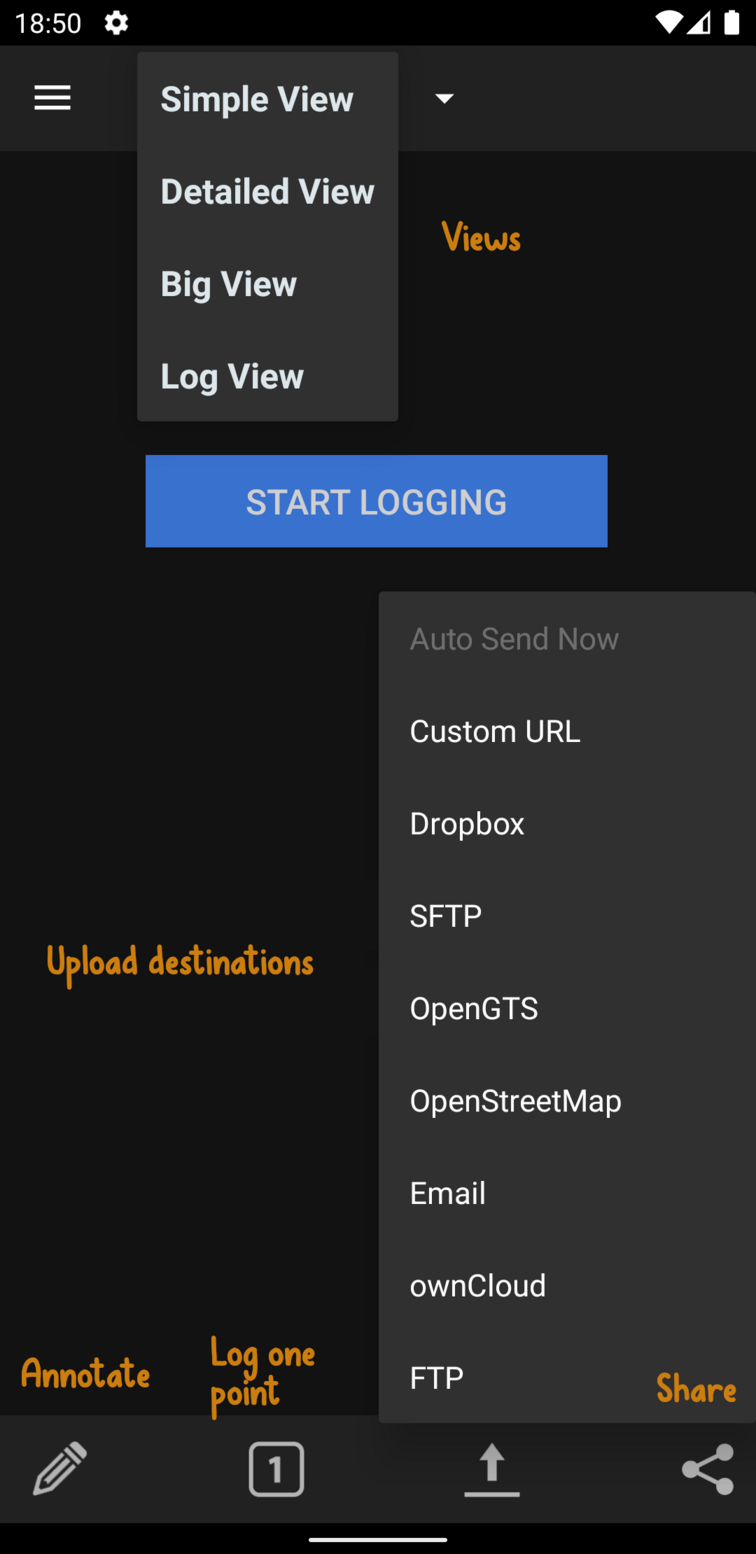 18:50
Simple View
Detailed View
Views
Big View
Log View
START LOGGING
Auto Send Now
Custom URL
Dropbox
SFTP
Upload destinations
OpenGTS
OpenStreetMap
Email
ownCloud
FTP
Annotate
Log one
point
Share
1